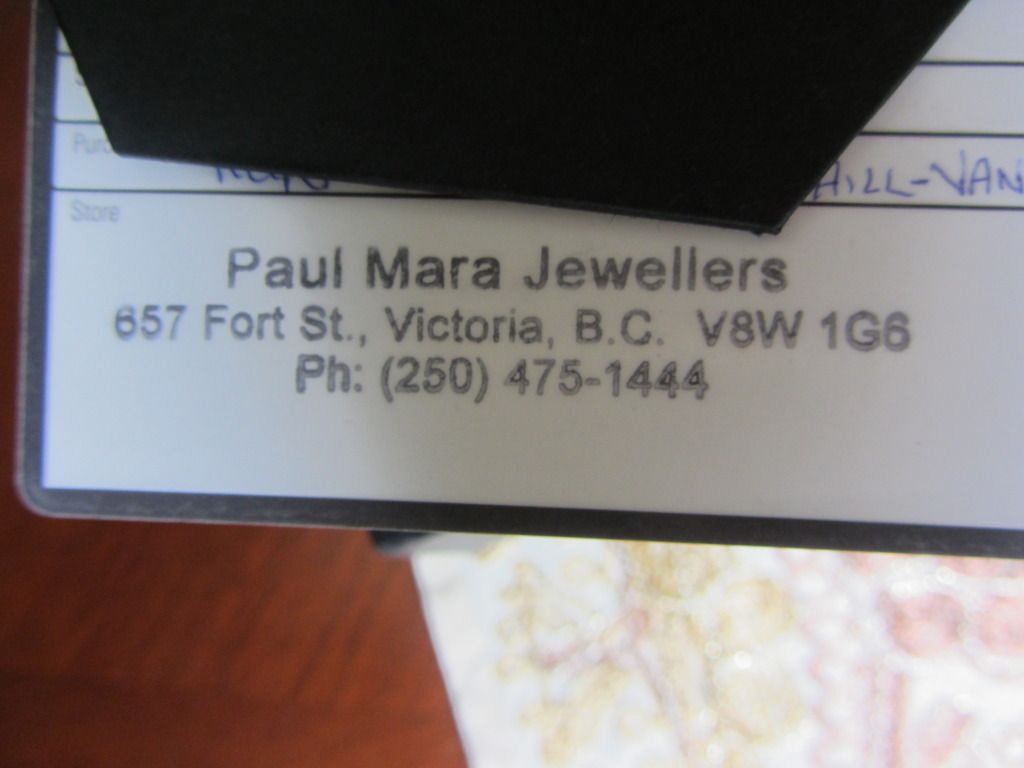 Store
Paul Mara Jewellers
657 Fort St., Victoria, B.C. V8W 1G6
Ph: (250) 475-1444